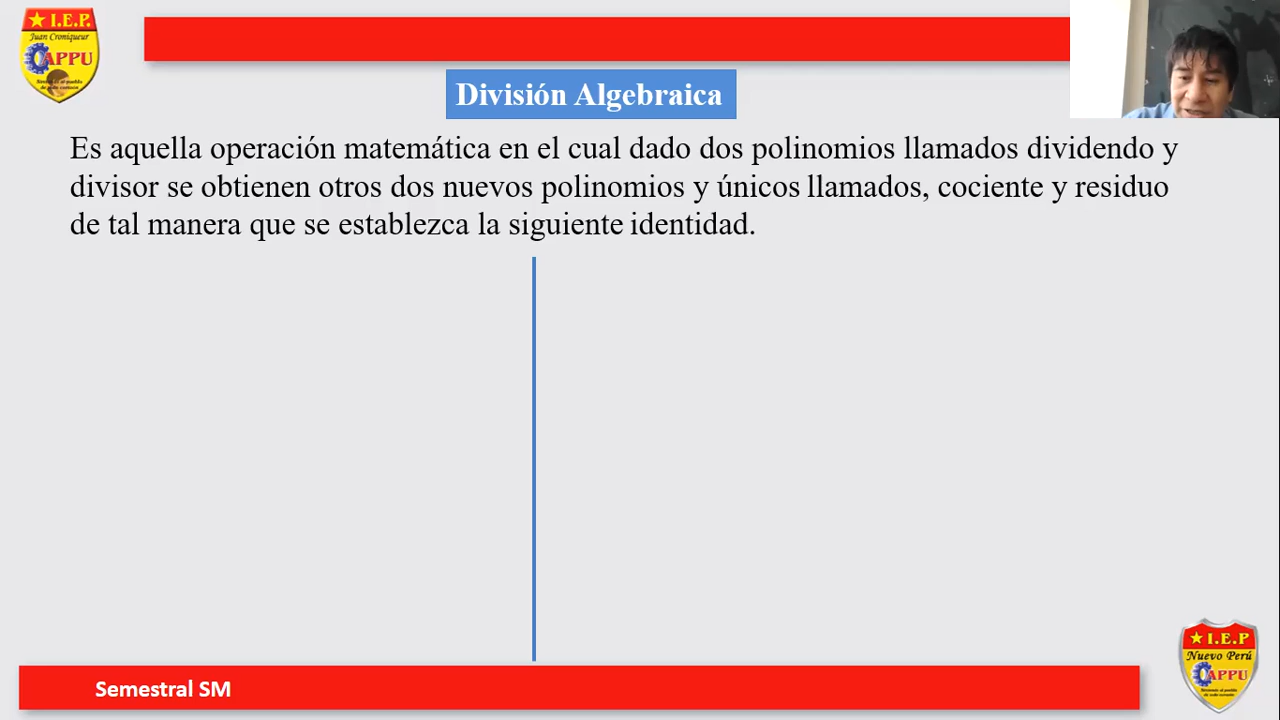 I.E.P.
Juan Croniqueur
CAPPU
División Algebraica
Es aquella operación matemática en el cual dado dos polinomios llamados dividendo y
divisor se obtienen otros dos nuevos polinomios y únicos llamados, cociente y residuo
de tal manera que se establezca la siguiente identidad.
I.E.P
Nuevo Perú
CAPPU
Semestral SM